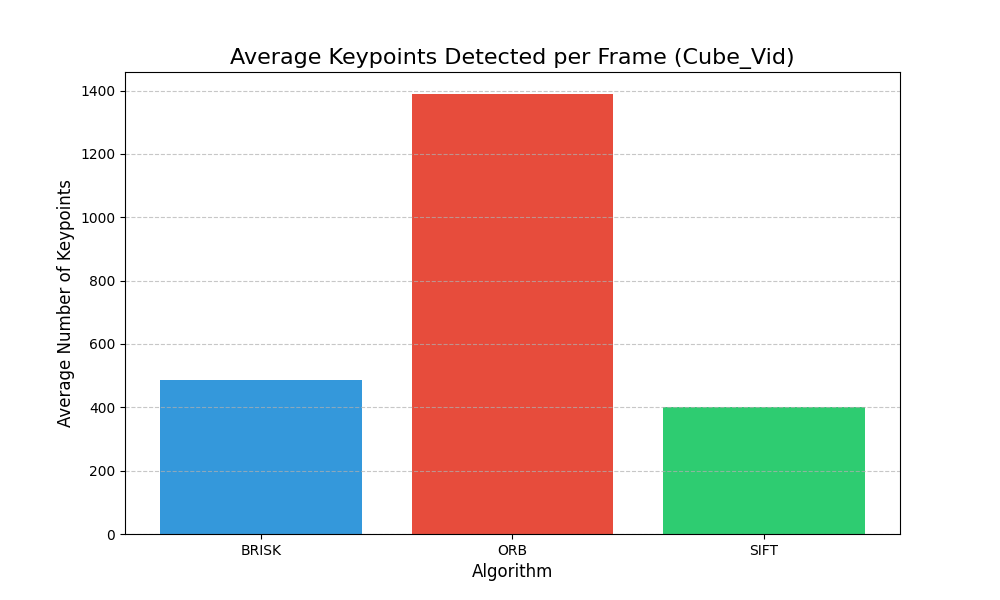 Average Keypoints Detected per Frame (Cube_Vid)
Average Number of Keypoints
1400
1200
1000
800
600
400
200
0
BRISK ORB SIFT
Algorithm